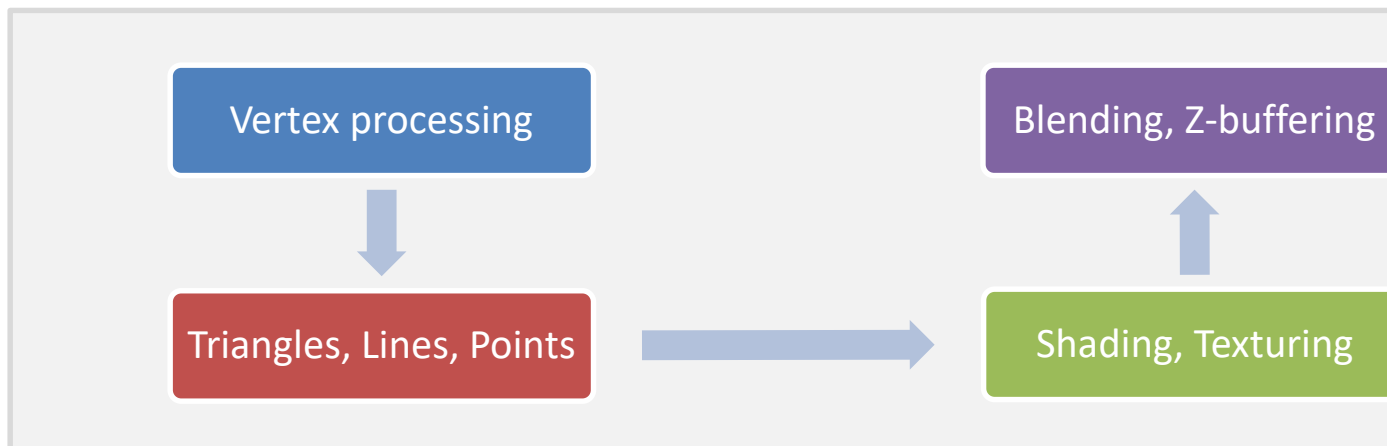 Vertex processing
Blending, Z-buffering
Triangles, Lines, Points
Shading, Texturing